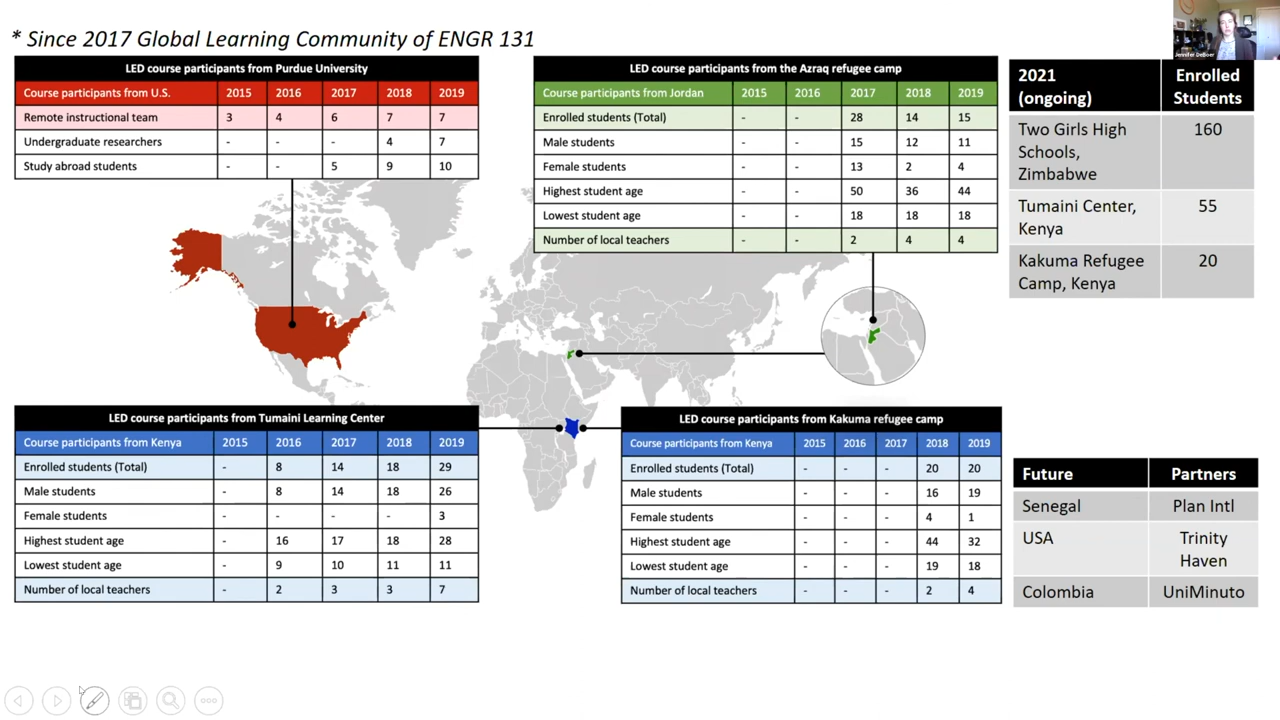 * Since 2017 Global Learning Community of ENGR 131
LED course participants from Purdue University
Course participants from U.S. 2015 2016 2017 2018 2019
Remote instructional team 3 4 6 7 7
Undergraduate researchers - - - 4 7
Study abroad students - - 5 9 10
LED course participants from the Azraq refugee camp
Course participants from Jordan 2015 2016 2017 2018 2019
Enrolled students (Total) - - 28 14 15
Male students - - 15 12 11
Female students - - 13 2 4
Highest student age - - 50 36 44
Lowest student age - - 18 18 18
Number of local teachers - - 2 4 4
Jennifer DeBoer
2021 Enrolled
(ongoing) Students
Two Girls High 160
Schools,
Zimbabwe
Tumaini Center, 55
Kenya
Kakuma Refugee 20
Camp, Kenya
LED course participants from Tumaini Learning Center
Course participants from Kenya 2015 2016 2017 2018 2019
Enrolled students (Total) - 8 14 18 29
Male students - 8 14 18 26
Female students - - - - 3
Highest student age - 16 17 18 28
Lowest student age - 9 10 11 11
Number of local teachers - 2 3 3 7
LED course participants from Kakuma refugee camp
Course participants from Kenya 2015 2016 2017 2018 2019
Enrolled students (Total) - - - 20 20
Male students - - - 16 19
Female students - - - 4 1
Highest student age - - - 44 32
Lowest student age - - - 19 18
Number of local teachers - - - 2 4
Future Partners
Senegal Plan Intl
USA Trinity
Haven
Colombia UniMinuto